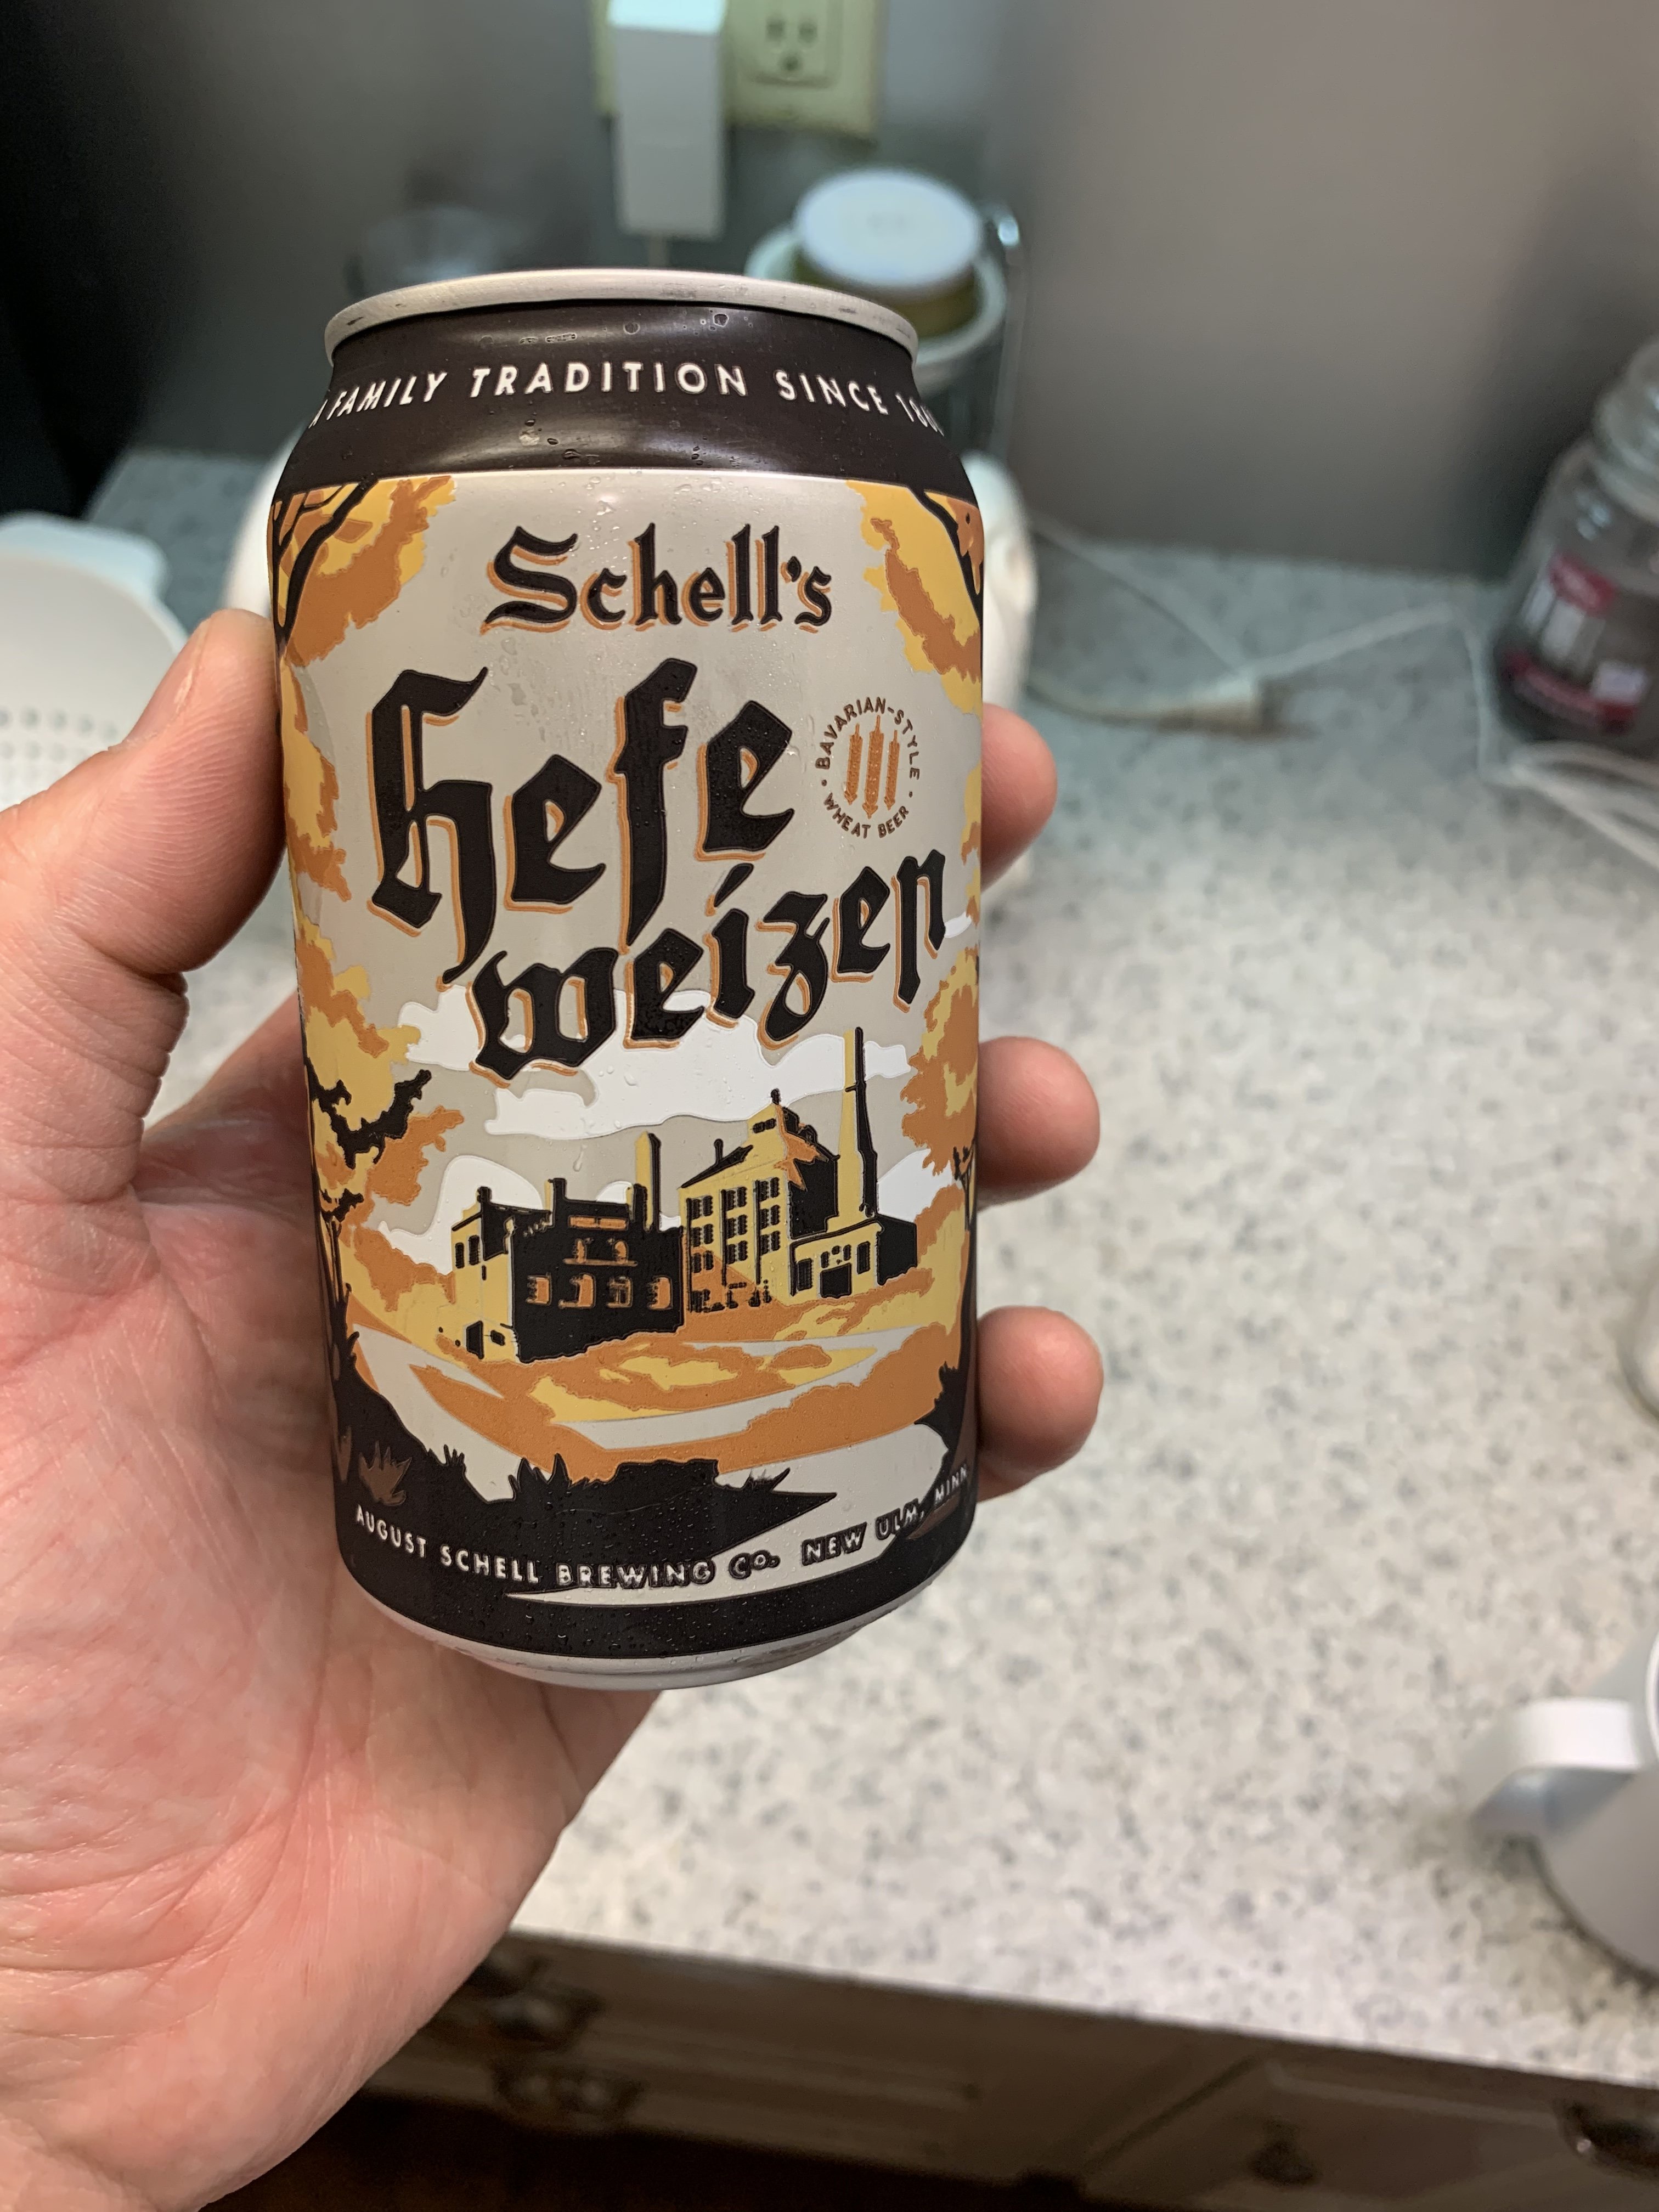 A FAMILY TRADITION SINCE
Schell's
hefe
weizen
BAVARIAN-STYLE
WHEAT BEER
AUGUST SCHELL BREWING Co. NEW ULM, MINN